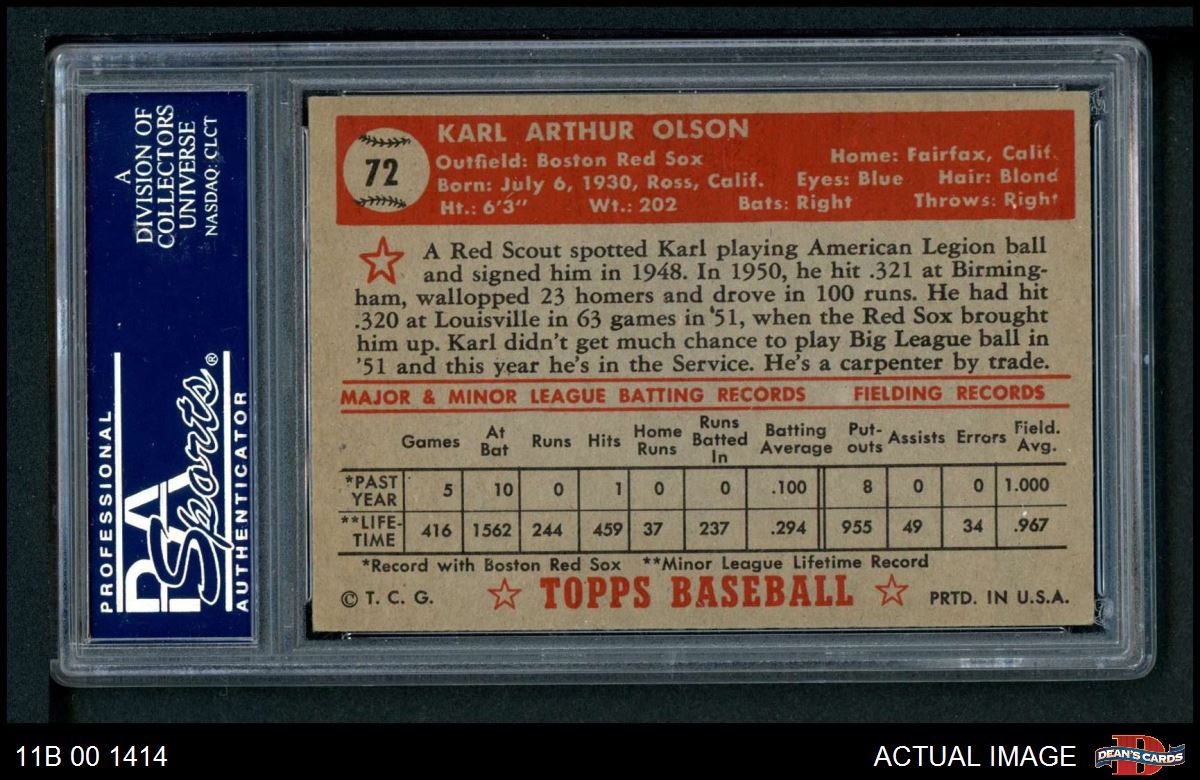 A
DIVISION OF
COLLECTORS
UNIVERSE
NASDAQ: CLCT
PROFESSIONAL
PSA
Sports®
AUTHENTICATOR
72
KARL ARTHUR OLSON
Outfield: Boston Red Sox Home: Fairfax, Calif.
Born: July 6, 1930, Ross, Calif. Eyes: Blue Hair: Blond
Ht.: 6'3" Wt.: 202 Bats: Right Throws: Right
A Red Scout spotted Karl playing American Legion ball
and signed him in 1948. In 1950, he hit .321 at Birming-
ham, wallopped 23 homers and drove in 100 runs. He had hit
.320 at Louisville in 63 games in '51, when the Red Sox brought
him up. Karl didn't get much chance to play Big League ball in
'51 and this year he's in the Service. He's a carpenter by trade.
MAJOR & MINOR LEAGUE BATTING RECORDS FIELDING RECORDS
Games At Bat Runs Hits Home Runs Runs Batted In Batting Average Put-outs Assists Errors Field. Avg.
*PAST YEAR 5 10 0 1 0 0 .100 8 0 0 1.000
**LIFE-TIME 416 1562 244 459 37 237 .294 955 49 34 .967
*Record with Boston Red Sox **Minor League Lifetime Record
© T. C. G. TOPPS BASEBALL PRTD. IN U.S.A.
11B 00 1414 ACTUAL IMAGE DEAN'S CARDS